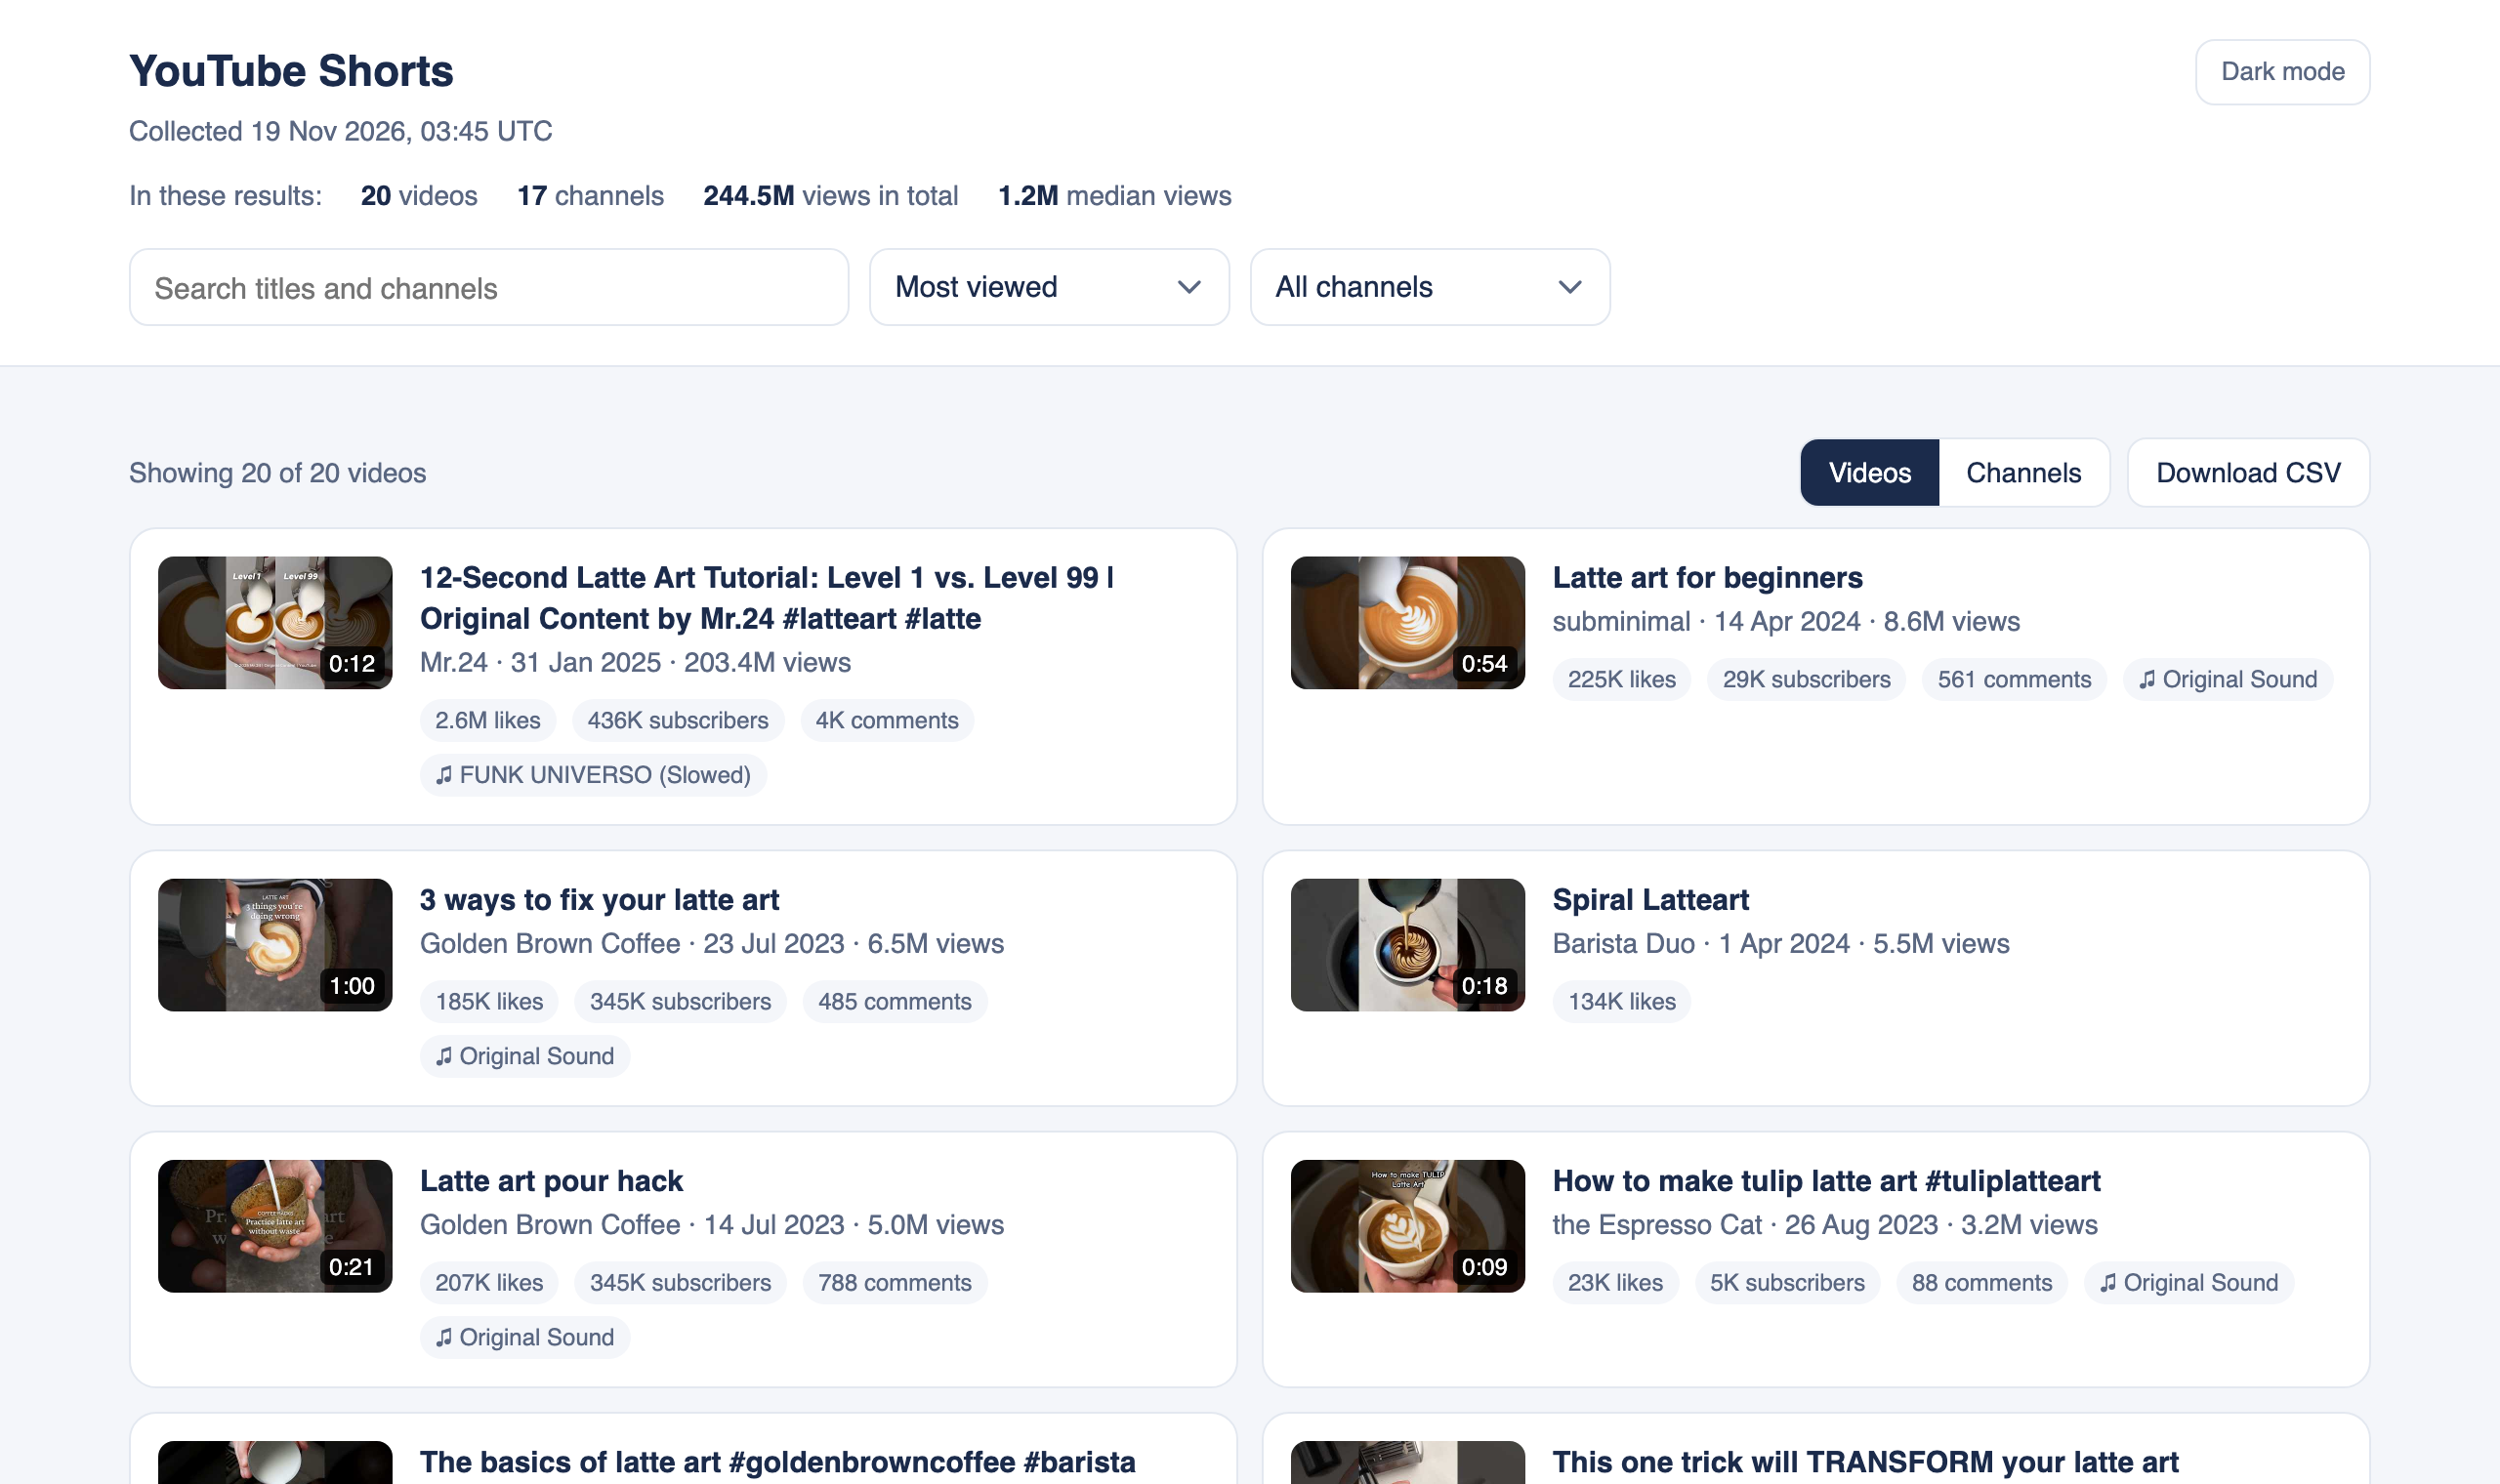 YouTube Shorts
Dark mode
Collected 19 Nov 2026, 03:45 UTC
In these results: 20 videos 17 channels 244.5M views in total 1.2M median views
Search titles and channels
Most viewed
All channels
Showing 20 of 20 videos
Videos
Channels
Download CSV
Level 1 Level 99
0:12
12-Second Latte Art Tutorial: Level 1 vs. Level 99 |
Original Content by Mr.24 #latteart #latte
Mr.24 · 31 Jan 2025 · 203.4M views
2.6M likes 436K subscribers 4K comments
♫ FUNK UNIVERSO (Slowed)
0:54
Latte art for beginners
subminimal · 14 Apr 2024 · 8.6M views
225K likes 29K subscribers 561 comments ♫ Original Sound
LATTE ART
3 things you're
doing wrong
1:00
3 ways to fix your latte art
Golden Brown Coffee · 23 Jul 2023 · 6.5M views
185K likes 345K subscribers 485 comments
♫ Original Sound
0:18
Spiral Latteart
Barista Duo · 1 Apr 2024 · 5.5M views
134K likes
COFFEE HACKS
Practice latte art
without waste
0:21
Latte art pour hack
Golden Brown Coffee · 14 Jul 2023 · 5.0M views
207K likes 345K subscribers 788 comments
♫ Original Sound
How to make TULIP
Latte Art
0:09
How to make tulip latte art #tuliplatteart
the Espresso Cat · 26 Aug 2023 · 3.2M views
23K likes 5K subscribers 88 comments ♫ Original Sound
The basics of latte art #goldenbrowncoffee #barista
This one trick will TRANSFORM your latte art